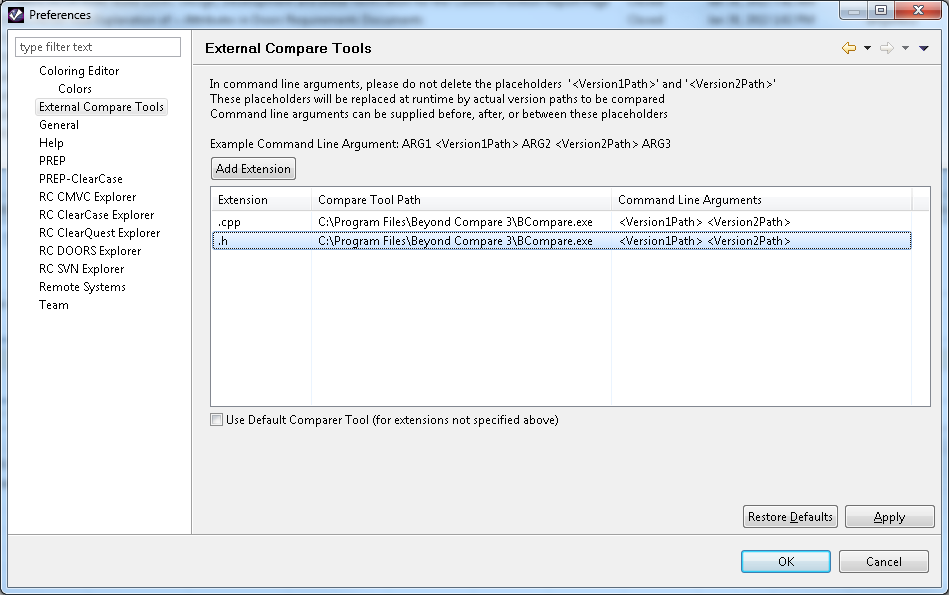 Preferences
type filter text
Coloring Editor
Colors
External Compare Tools
General
Help
PREP
PREP-ClearCase
RC CMVC Explorer
RC ClearCase Explorer
RC ClearQuest Explorer
RC DOORS Explorer
RC SVN Explorer
Remote Systems
Team
External Compare Tools
In command line arguments, please do not delete the placeholders '<Version1Path>' and '<Version2Path>'
These placeholders will be replaced at runtime by actual version paths to be compared
Command line arguments can be supplied before, after, or between these placeholders
Example Command Line Argument: ARG1 <Version1Path> ARG2 <Version2Path> ARG3
Add Extension
Extension Compare Tool Path Command Line Arguments
.cpp C:\Program Files\Beyond Compare 3\BCompare.exe <Version1Path> <Version2Path>
.h C:\Program Files\Beyond Compare 3\BCompare.exe <Version1Path> <Version2Path>
Use Default Comparer Tool (for extensions not specified above)
Restore Defaults Apply
OK Cancel